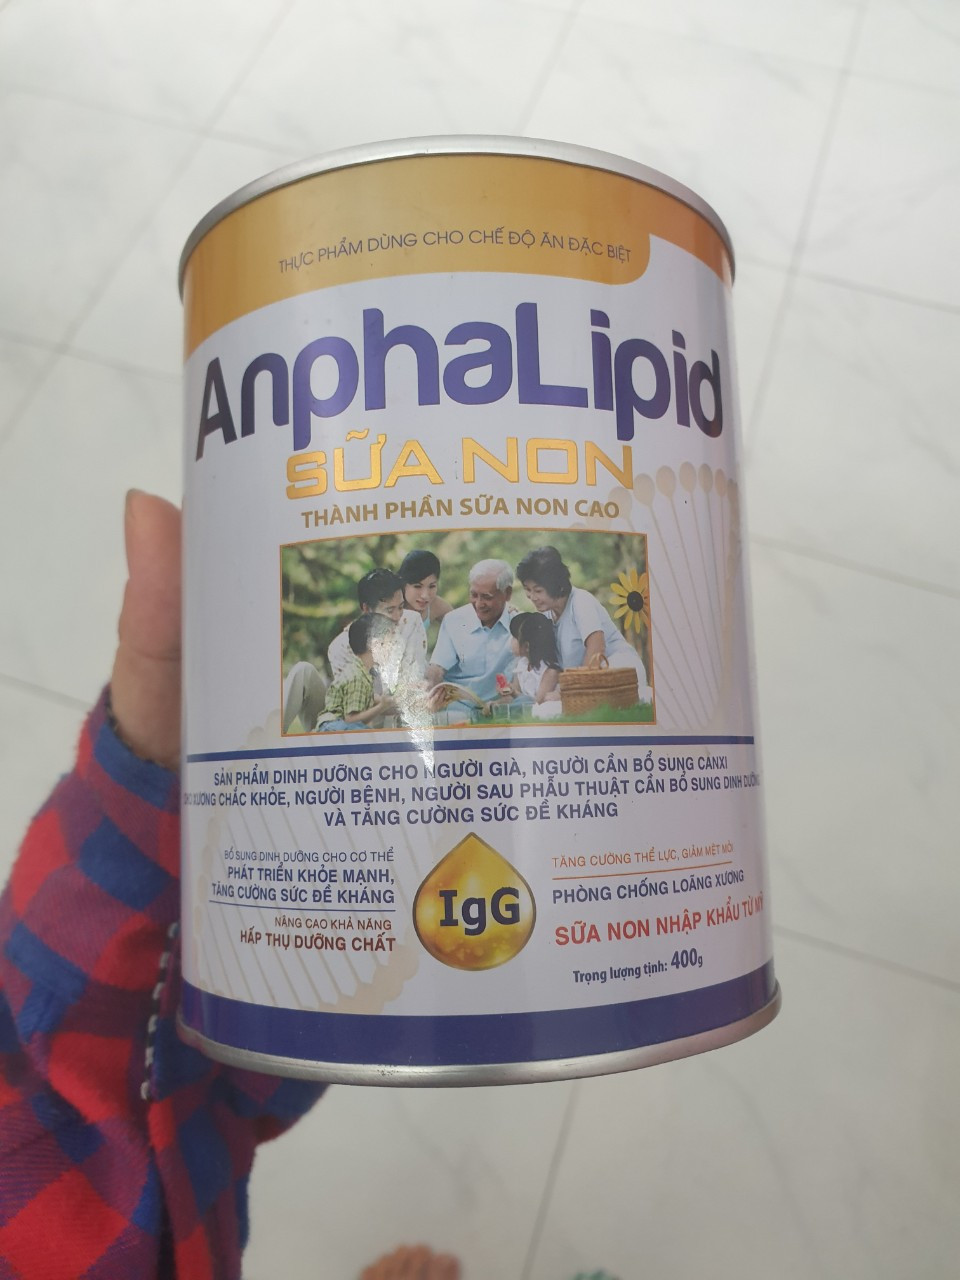 THỰC PHẨM DÙNG CHO CHẾ ĐỘ ĂN ĐẶC BIỆT
AnphaLipid
SỮA NON
THÀNH PHẦN SỮA NON CAO
SẢN PHẨM DINH DƯỠNG CHO NGƯỜI GIÀ, NGƯỜI CẦN BỔ SUNG CANXI
CHO XƯƠNG CHẮC KHỎE, NGƯỜI BỆNH, NGƯỜI SAU PHẪU THUẬT CẦN BỔ SUNG DINH DƯỠNG
VÀ TĂNG CƯỜNG SỨC ĐỀ KHÁNG
BỔ SUNG DINH DƯỠNG CHO CƠ THỂ
PHÁT TRIỂN KHỎE MẠNH,
TĂNG CƯỜNG SỨC ĐỀ KHÁNG
NÂNG CAO KHẢ NĂNG
HẤP THỤ DƯỠNG CHẤT
IgG
TĂNG CƯỜNG THỂ LỰC, GIẢM MỆT MỎI
PHÒNG CHỐNG LOÃNG XƯƠNG
SỮA NON NHẬP KHẨU TỪ MỸ
Trọng lượng tịnh: 400g